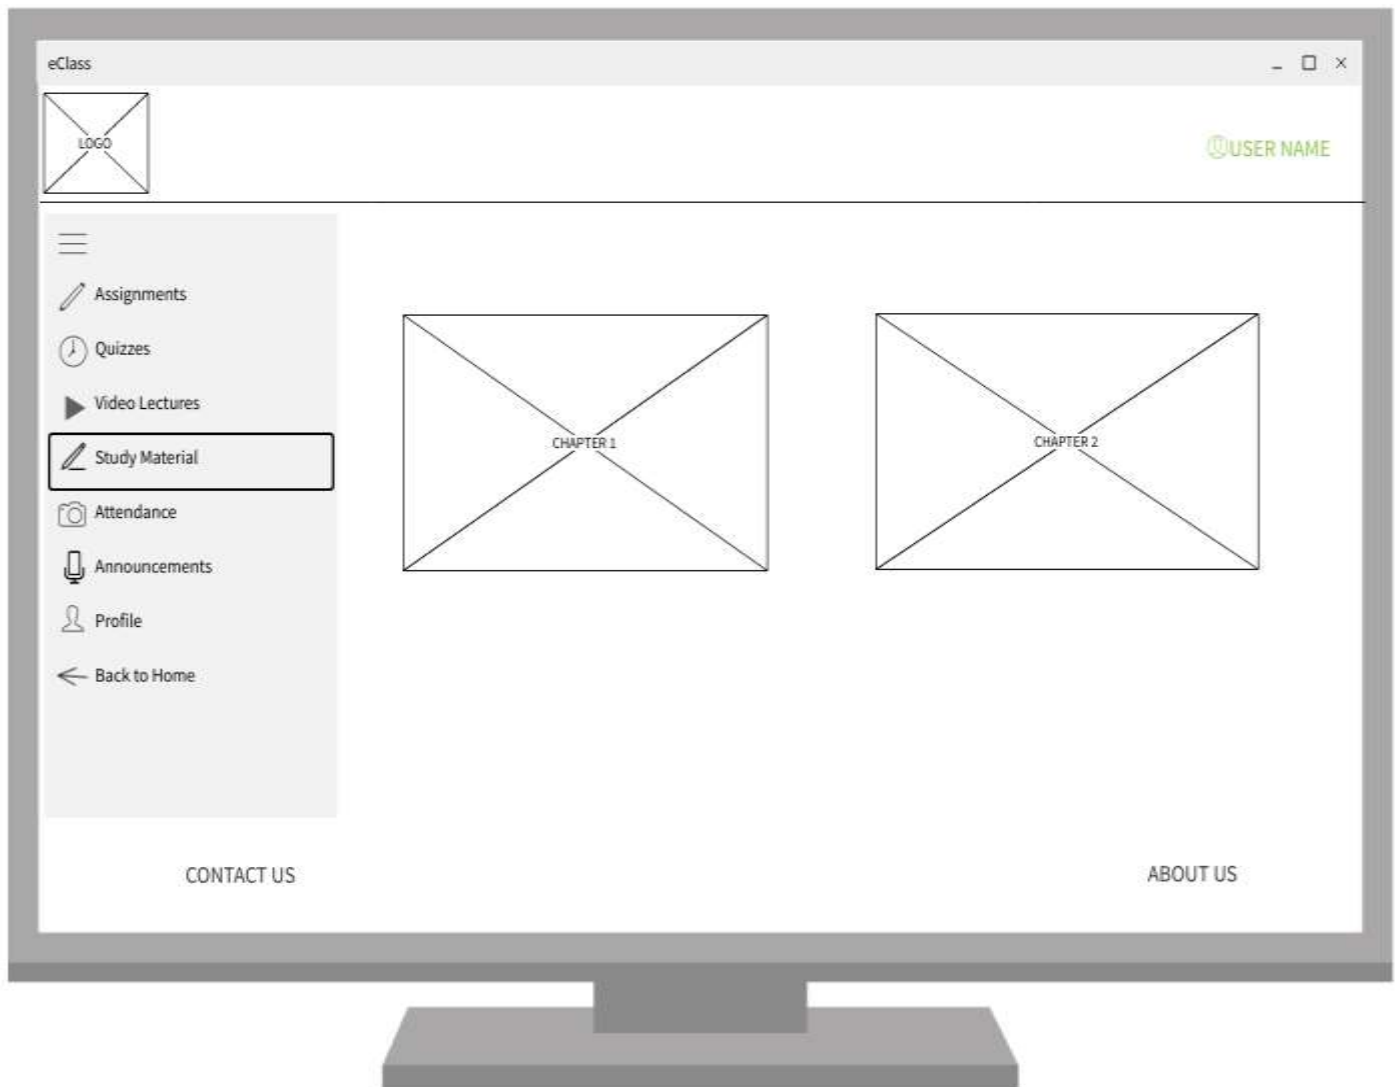 eClass
LOGO
USER NAME
Assignments
Quizzes
Video Lectures
Study Material
Attendance
Announcements
Profile
Back to Home
CHAPTER 1
CHAPTER 2
CONTACT US
ABOUT US